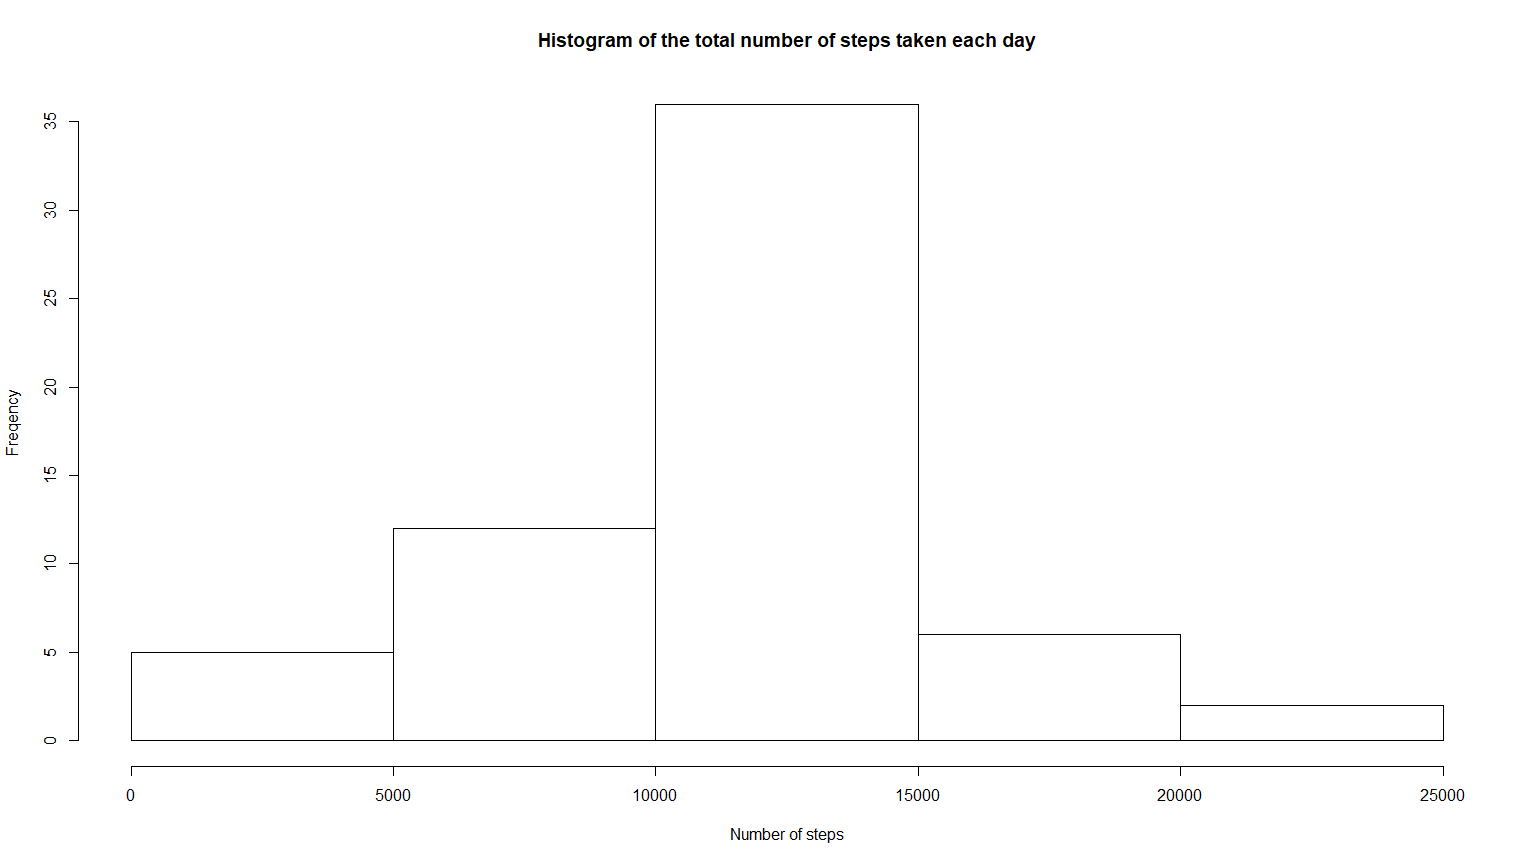 Histogram of the total number of steps taken each day
35
30
25
20
15
10
5
0
Freqency
0 5000 10000 15000 20000 25000
Number of steps